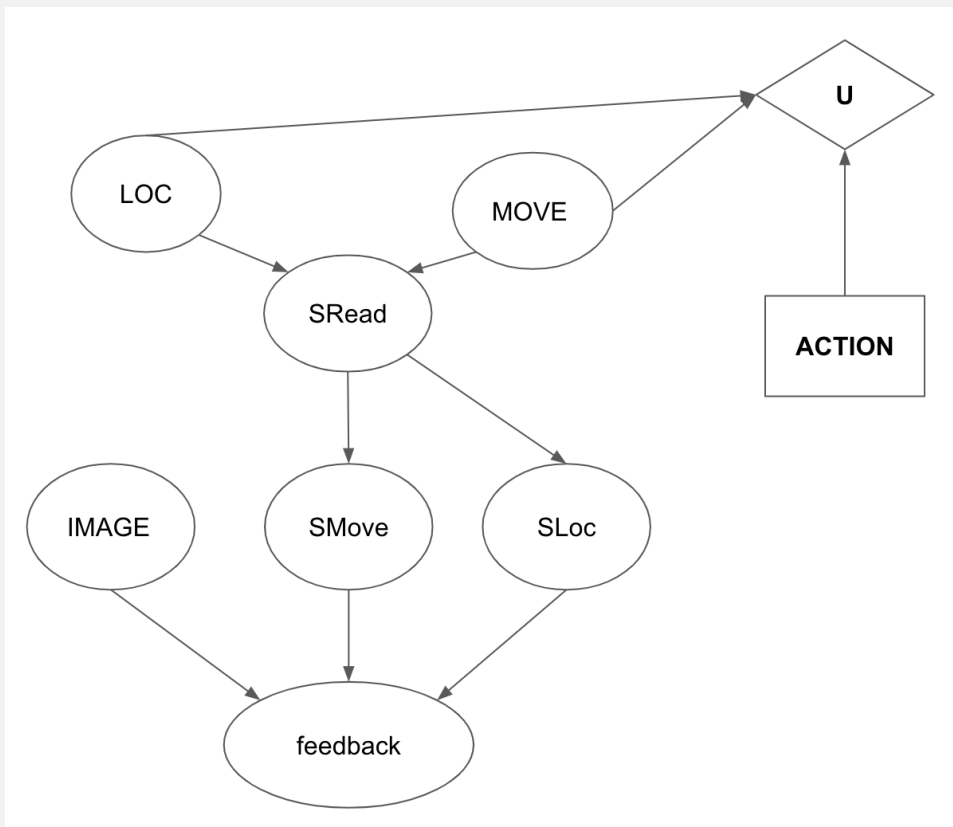 U
LOC
MOVE
SRead
ACTION
IMAGE
SMove
SLoc
feedback